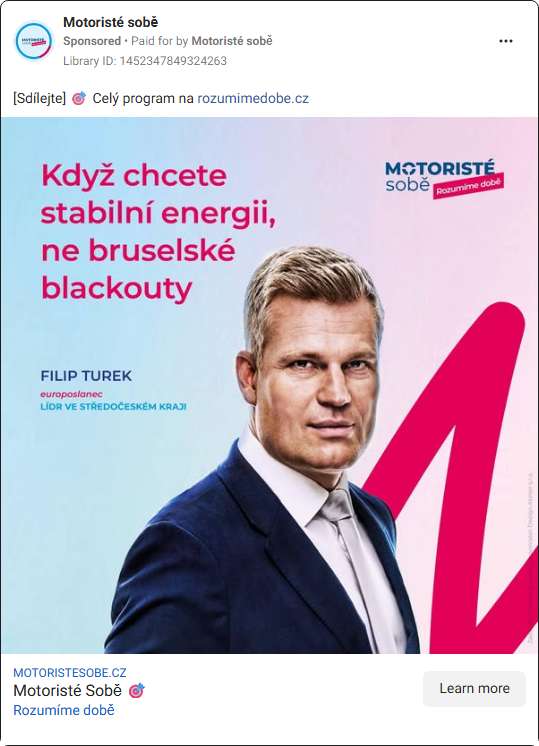 Motoristé sobě
Sponsored • Paid for by Motoristé sobě
Library ID: 1452347849324263
[Sdílejte] 🎯 Celý program na rozumimedobe.cz
Když chcete
stabilní energii,
ne bruselské
blackouty
MOTORISTÉ
sobě Rozumíme době
FILIP TUREK
europoslanec
LÍDR VE STŘEDOČESKÉM KRAJI
MOTORISTESOBE.CZ
Motoristé Sobě 🎯
Rozumíme době
Learn more